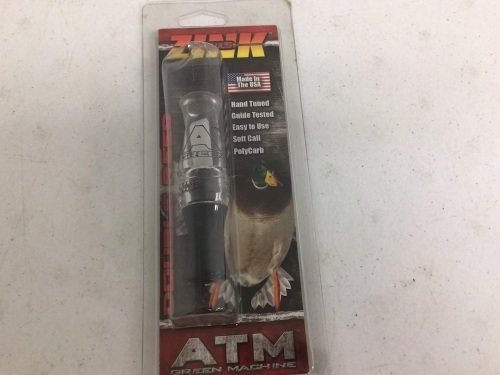 ZINK
Made In
The USA
Hand Tuned
Guide Tested
Easy to Use
Soft Call
PolyCarb
ATM
GREEN MACHINE